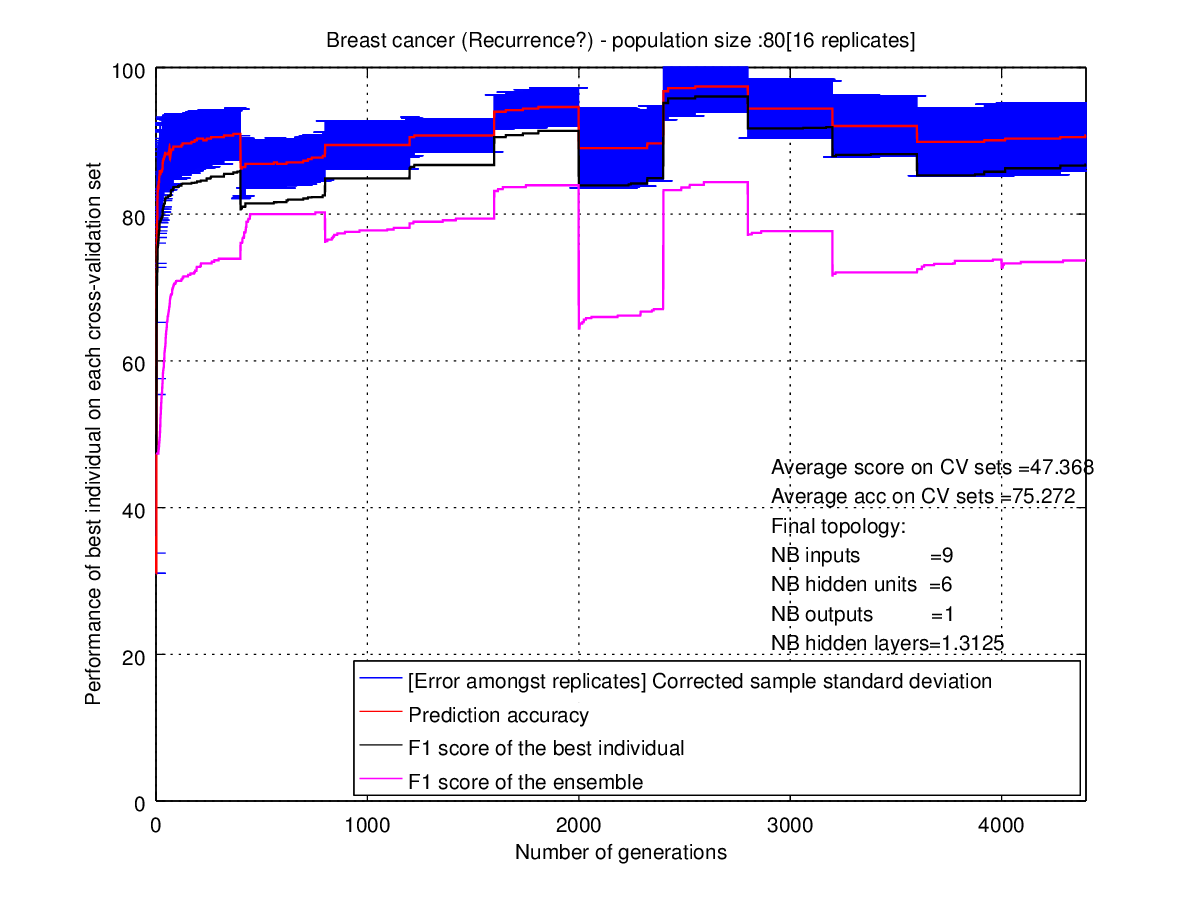 Breast cancer (Recurrence?) - population size :80[16 replicates]
Performance of best individual on each cross-validation set
100
80
60
40
20
0
0 1000 2000 3000 4000
Number of generations
Average score on CV sets =47.368
Average acc on CV sets =75.272
Final topology:
NB inputs =9
NB hidden units =6
NB outputs =1
NB hidden layers=1.3125
[Error amongst replicates] Corrected sample standard deviation
Prediction accuracy
F1 score of the best individual
F1 score of the ensemble